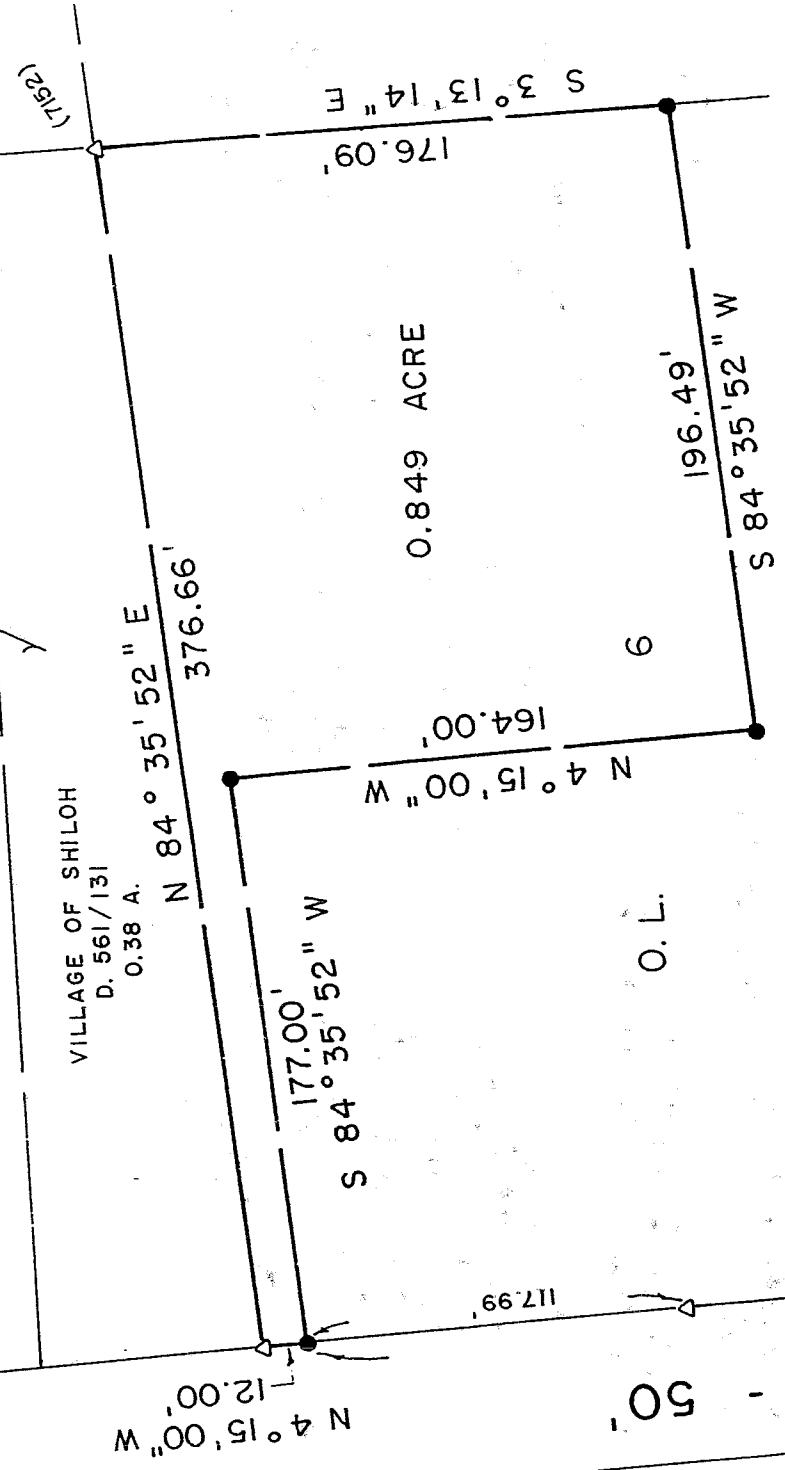 (7152)
S 3°13'14" E
176.09'
VILLAGE OF SHILOH
D. 561/131
0.38 A.
N 84° 35' 52" E
376.66'
0.849 ACRE
196.49'
S 84°35'52" W
6
164.00'
N 4°15'00" W
177.00'
S 84°35'52" W
O. L.
117.99'
12.00'
N 4°15'00" W
- 50'